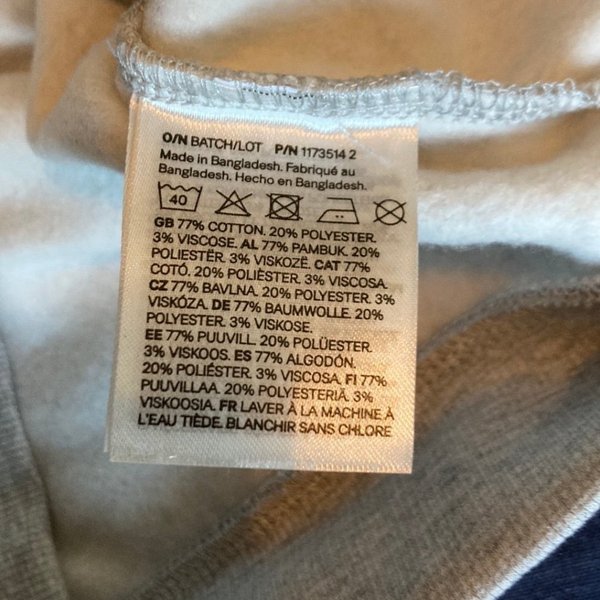 O/N BATCH/LOT P/N 1173514 2
Made in Bangladesh. Fabriqué au
Bangladesh. Hecho en Bangladesh.
40
GB 77% COTTON. 20% POLYESTER.
3% VISCOSE. AL 77% PAMBUK. 20%
POLIESTËR. 3% VISKOZË. CAT 77%
COTÓ. 20% POLIÈSTER. 3% VISCOSA.
CZ 77% BAVLNA. 20% POLYESTER. 3%
VISKÓZA. DE 77% BAUMWOLLE. 20%
POLYESTER. 3% VISKOSE.
EE 77% PUUVILL. 20% POLÜESTER.
3% VISKOOS. ES 77% ALGODÓN.
20% POLIÉSTER. 3% VISCOSA. FI 77%
PUUVILLAA. 20% POLYESTERIÄ. 3%
VISKOOSIA. FR LAVER A LA MACHINE À
L'EAU TIÈDE. BLANCHIR SANS CHLORE